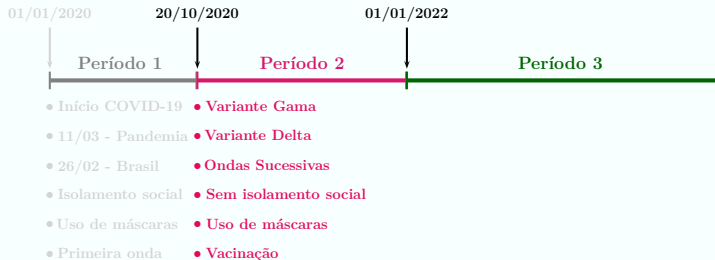 01/01/2020 20/10/2020 01/01/2022
Período 1 Período 2 Período 3
• Início COVID-19 • Variante Gama
• 11/03 - Pandemia • Variante Delta
• 26/02 - Brasil • Ondas Sucessivas
• Isolamento social • Sem isolamento social
• Uso de máscaras • Uso de máscaras
• Primeira onda • Vacinação